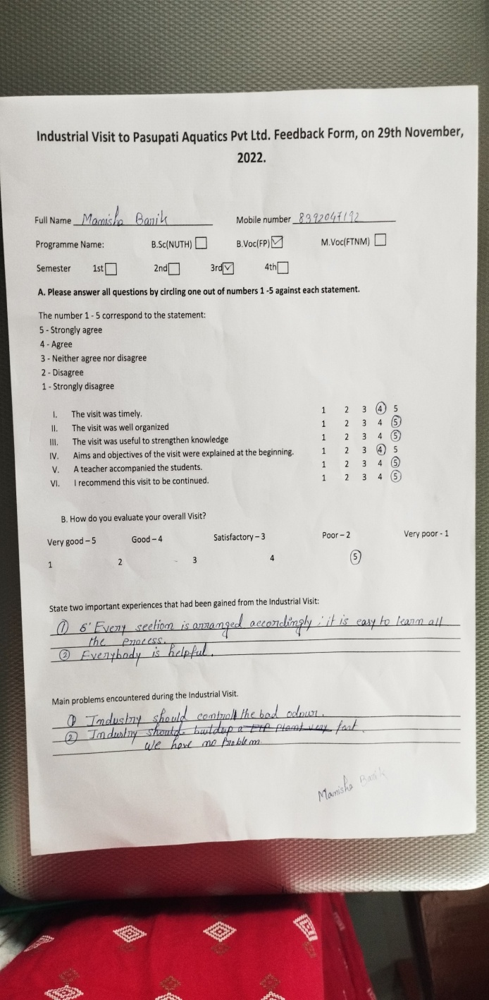 Industrial Visit to Pasupati Aquatics Pvt Ltd. Feedback Form, on 29th November,
2022.
Full Name Manisha Banik Mobile number 8392047192
Programme Name: B.Sc(NUTH) B.Voc(FP) M.Voc(FTNM)
Semester 1st 2nd 3rd 4th
A. Please answer all questions by circling one out of numbers 1 -5 against each statement.
The number 1 - 5 correspond to the statement:
5 - Strongly agree
4 - Agree
3 - Neither agree nor disagree
2 - Disagree
1 - Strongly disagree
I. The visit was timely. 1 2 3 4 5
II. The visit was well organized 1 2 3 4 5
III. The visit was useful to strengthen knowledge 1 2 3 4 5
IV. Aims and objectives of the visit were explained at the beginning. 1 2 3 4 5
V. A teacher accompanied the students. 1 2 3 4 5
VI. I recommend this visit to be continued. 1 2 3 4 5
B. How do you evaluate your overall Visit?
Very good – 5 Good – 4 Satisfactory – 3 Poor – 2 Very poor - 1
1 2 3 4 5
State two important experiences that had been gained from the Industrial Visit:
① 6' Every section is arranged accordingly; it is easy to learn all
the process.
② Everybody is helpful.
Main problems encountered during the Industrial Visit.
① Industry should controll the bad odour.
② Industry should buildup a ETP Plant very fast.
we have no Problem
Manisha Banik